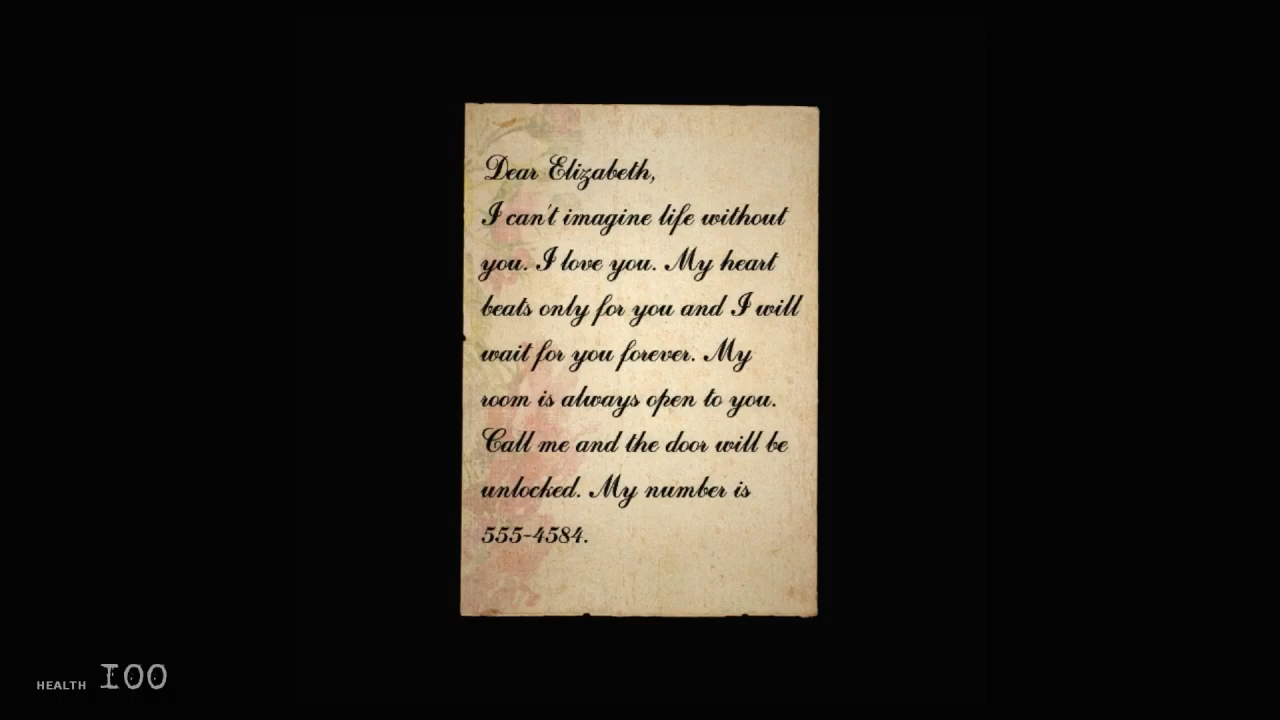 Dear Elizabeth,
I can't imagine life without
you. I love you. My heart
beats only for you and I will
wait for you forever. My
room is always open to you.
Call me and the door will be
unlocked. My number is
555-4584.
HEALTH 100